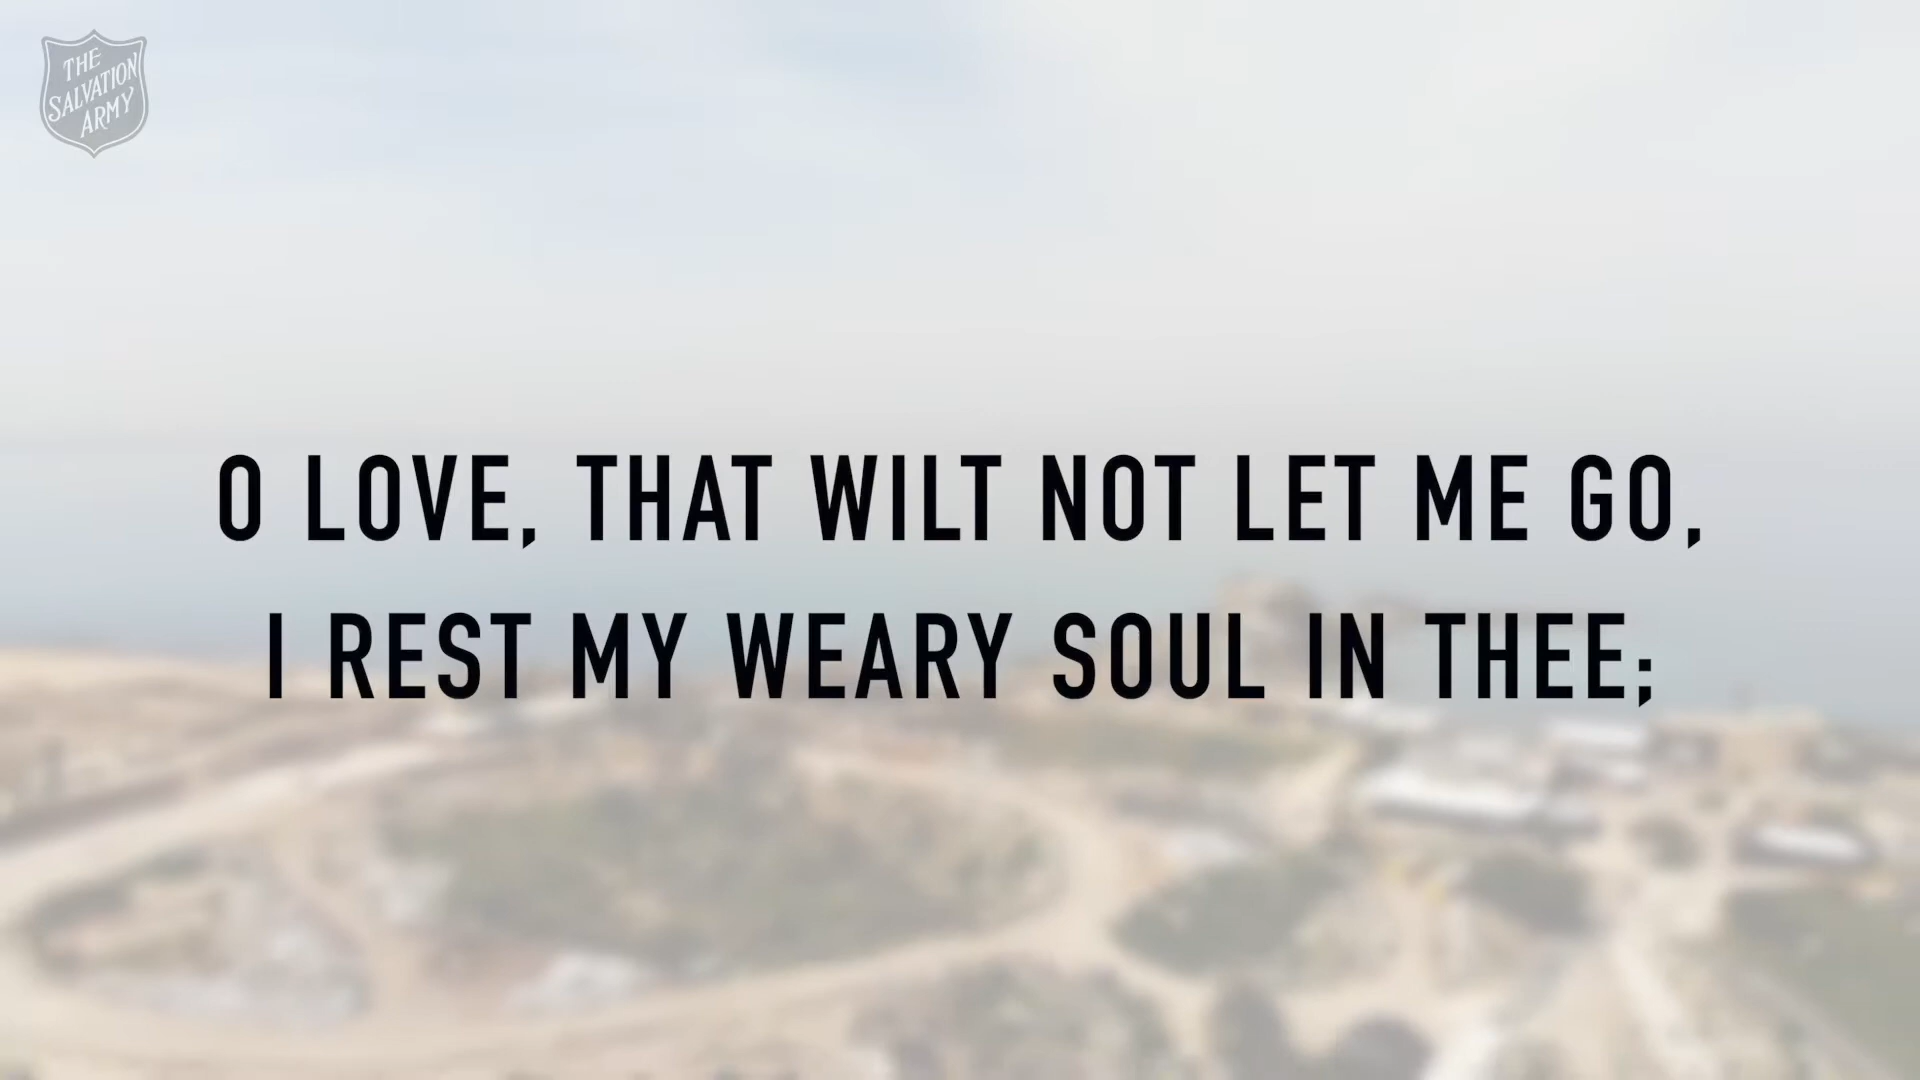 THE
SALVATION
ARMY
O LOVE, THAT WILT NOT LET ME GO,
I REST MY WEARY SOUL IN THEE;